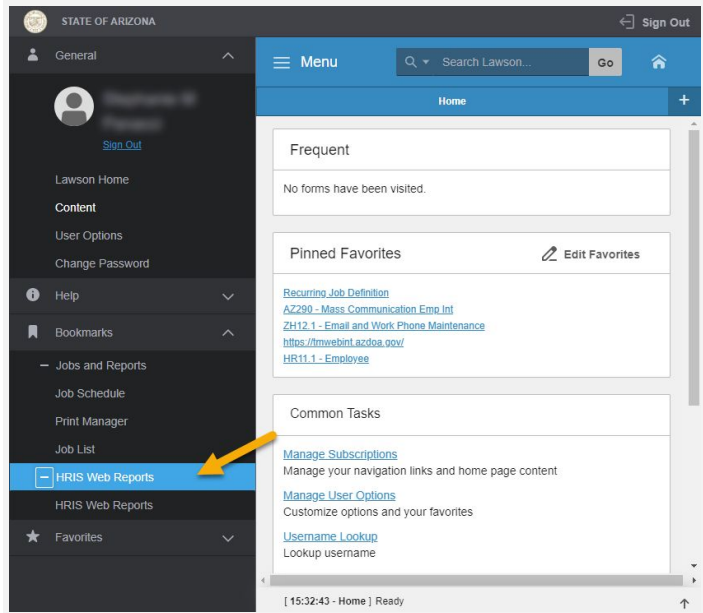 STATE OF ARIZONA
Sign Out
General
Sign Out
Lawson Home
Content
User Options
Change Password
Help
Bookmarks
Jobs and Reports
Job Schedule
Print Manager
Job List
HRIS Web Reports
HRIS Web Reports
Favorites
Menu
Search Lawson...
Go
Home
+
Frequent
No forms have been visited.
Pinned Favorites
Edit Favorites
Recurring Job Definition
AZ290 - Mass Communication Emp Int
ZH12.1 - Email and Work Phone Maintenance
https://tmwebint.azdoa.gov/
HR11.1 - Employee
Common Tasks
Manage Subscriptions
Manage your navigation links and home page content
Manage User Options
Customize options and your favorites
Username Lookup
Lookup username
[ 15:32:43 - Home ] Ready